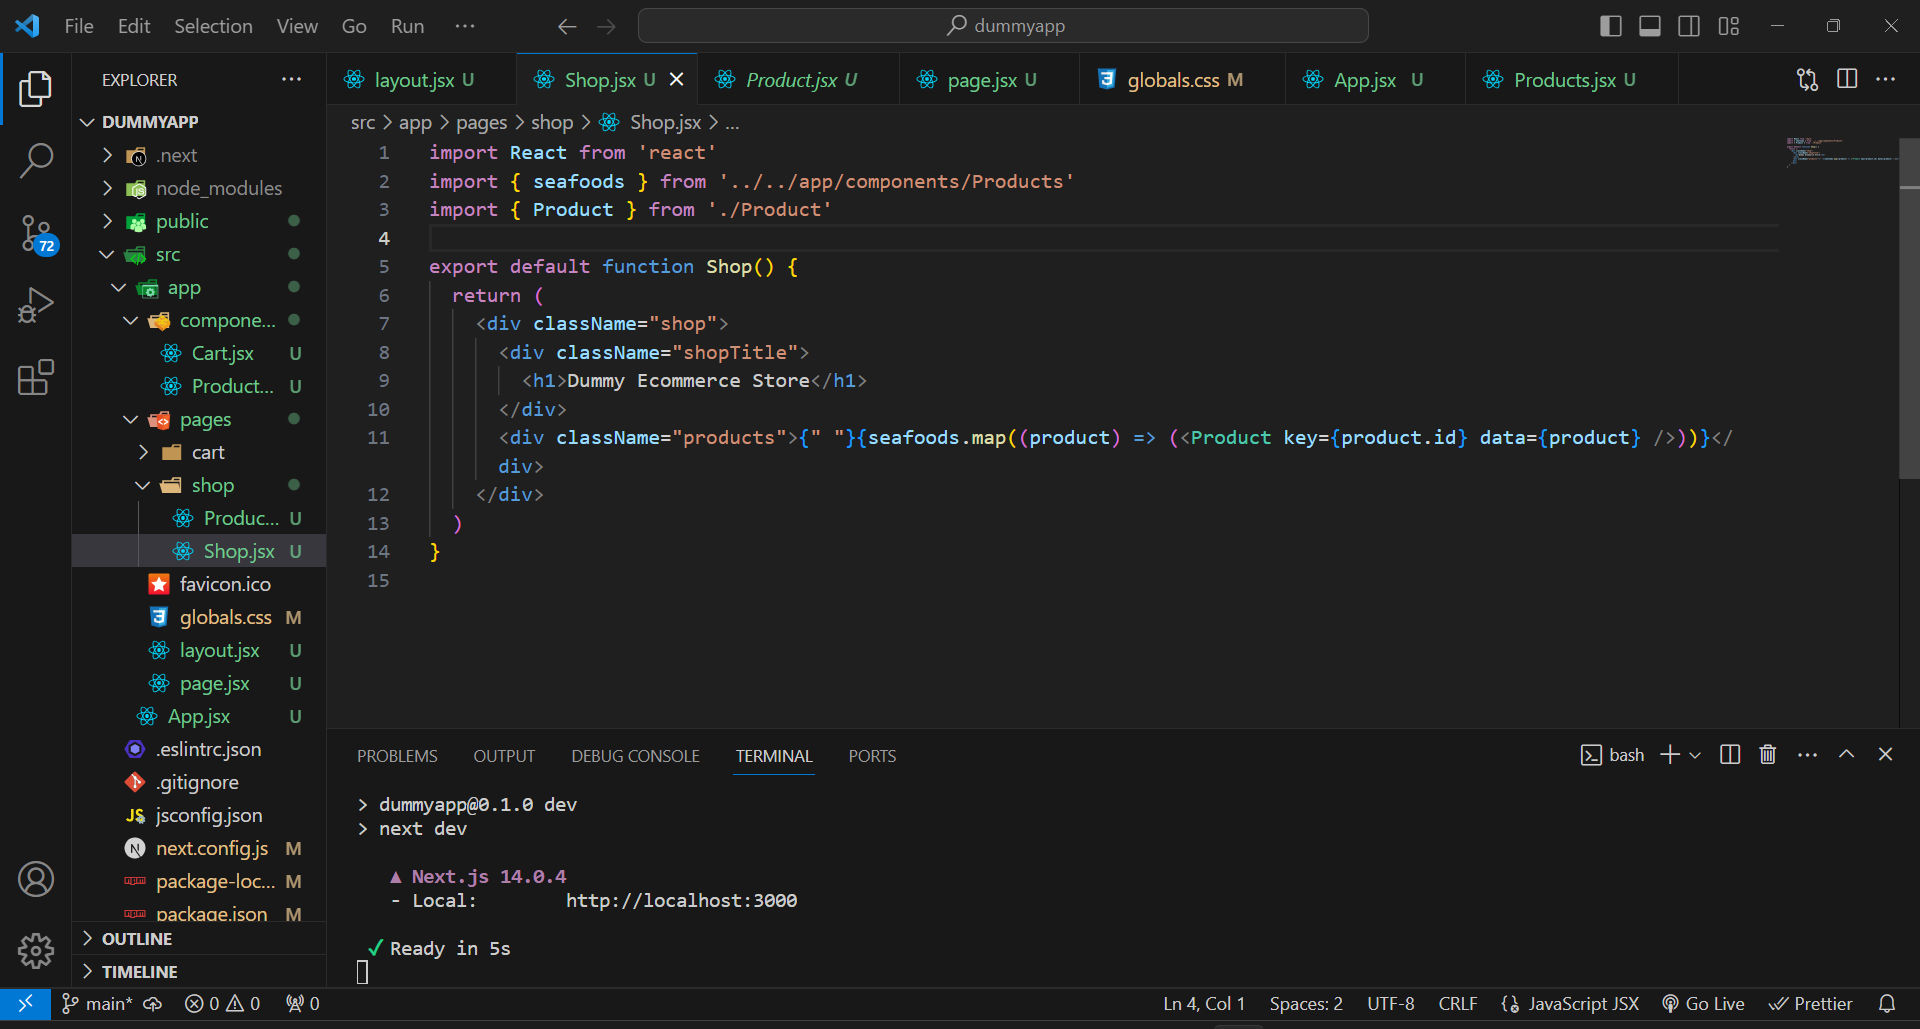 File Edit Selection View Go Run ··· dummyapp
EXPLORER
DUMMYAPP
.next
node_modules
public
src
app
compone...
Cart.jsx U
Product... U
pages
cart
shop
Produc... U
Shop.jsx U
favicon.ico
globals.css M
layout.jsx U
page.jsx U
App.jsx U
.eslintrc.json
.gitignore
jsconfig.json
next.config.js M
package-loc... M
package.json M
OUTLINE
TIMELINE
72
layout.jsx U Shop.jsx U Product.jsx U page.jsx U globals.css M App.jsx U Products.jsx U
src > app > pages > shop > Shop.jsx > ...
1 import React from 'react'
2 import { seafoods } from '../../app/components/Products'
3 import { Product } from './Product'
4
5 export default function Shop() {
6 return (
7 <div className="shop">
8 <div className="shopTitle">
9 <h1>Dummy Ecommerce Store</h1>
10 </div>
11 <div className="products">{" "}{seafoods.map((product) => (<Product key={product.id} data={product} />))}</
div>
12 </div>
13 )
14 }
15
PROBLEMS OUTPUT DEBUG CONSOLE TERMINAL PORTS bash
> dummyapp@0.1.0 dev
> next dev
▲ Next.js 14.0.4
- Local: http://localhost:3000
✓ Ready in 5s
main* 0 0 0 Ln 4, Col 1 Spaces: 2 UTF-8 CRLF JavaScript JSX Go Live Prettier